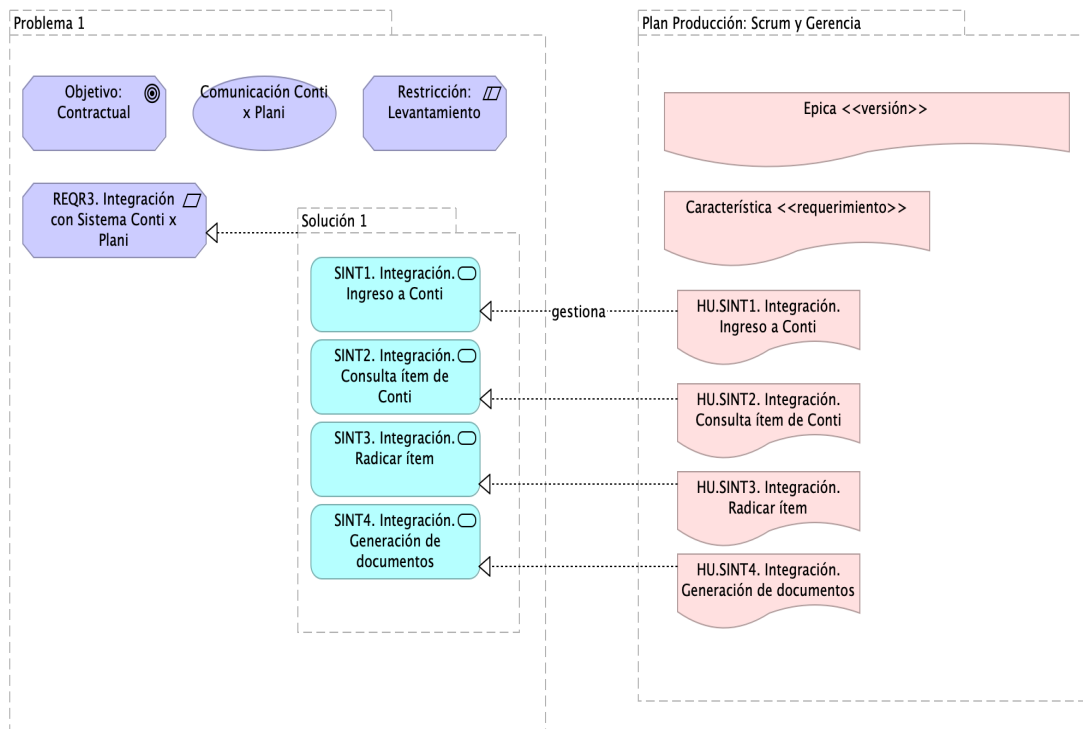 Problema 1
Objetivo:
Contractual
Comunicación Conti
x Plani
Restricción:
Levantamiento
REQR3. Integración
con Sistema Conti x
Plani
Solución 1
SINT1. Integración.
Ingreso a Conti
SINT2. Integración.
Consulta ítem de
Conti
SINT3. Integración.
Radicar ítem
SINT4. Integración.
Generación de
documentos
gestiona
Plan Producción: Scrum y Gerencia
Epica <<versión>>
Característica <<requerimiento>>
HU.SINT1. Integración.
Ingreso a Conti
HU.SINT2. Integración.
Consulta ítem de Conti
HU.SINT3. Integración.
Radicar ítem
HU.SINT4. Integración.
Generación de documentos